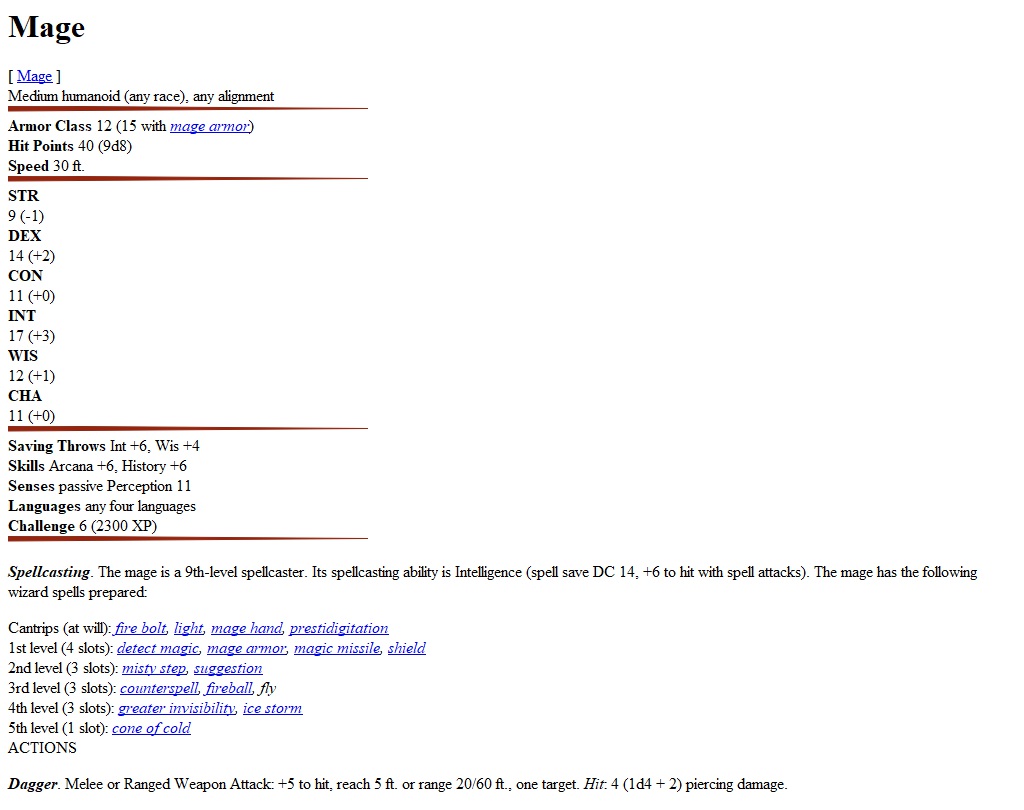 Mage
[ Mage ]
Medium humanoid (any race), any alignment
Armor Class 12 (15 with mage armor)
Hit Points 40 (9d8)
Speed 30 ft.
STR
9 (-1)
DEX
14 (+2)
CON
11 (+0)
INT
17 (+3)
WIS
12 (+1)
CHA
11 (+0)
Saving Throws Int +6, Wis +4
Skills Arcana +6, History +6
Senses passive Perception 11
Languages any four languages
Challenge 6 (2300 XP)
Spellcasting. The mage is a 9th-level spellcaster. Its spellcasting ability is Intelligence (spell save DC 14, +6 to hit with spell attacks). The mage has the following
wizard spells prepared:
Cantrips (at will): fire bolt, light, mage hand, prestidigitation
1st level (4 slots): detect magic, mage armor, magic missile, shield
2nd level (3 slots): misty step, suggestion
3rd level (3 slots): counterspell, fireball, fly
4th level (3 slots): greater invisibility, ice storm
5th level (1 slot): cone of cold
ACTIONS
Dagger. Melee or Ranged Weapon Attack: +5 to hit, reach 5 ft. or range 20/60 ft., one target. Hit: 4 (1d4 + 2) piercing damage.